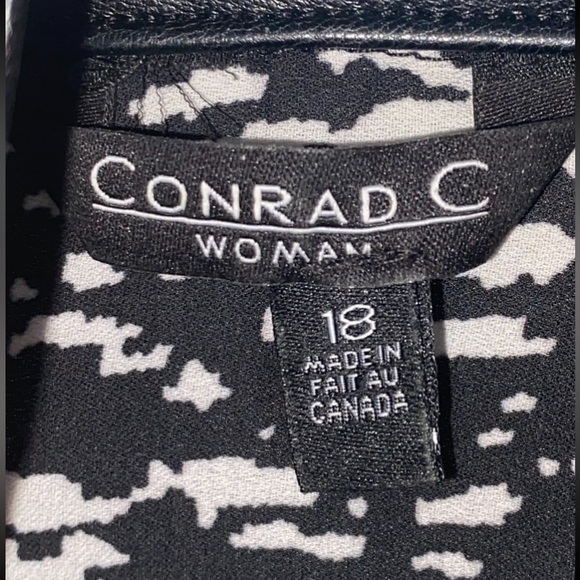 CONRAD C
WOMAN
18
MADE IN
FAIT AU
CANADA